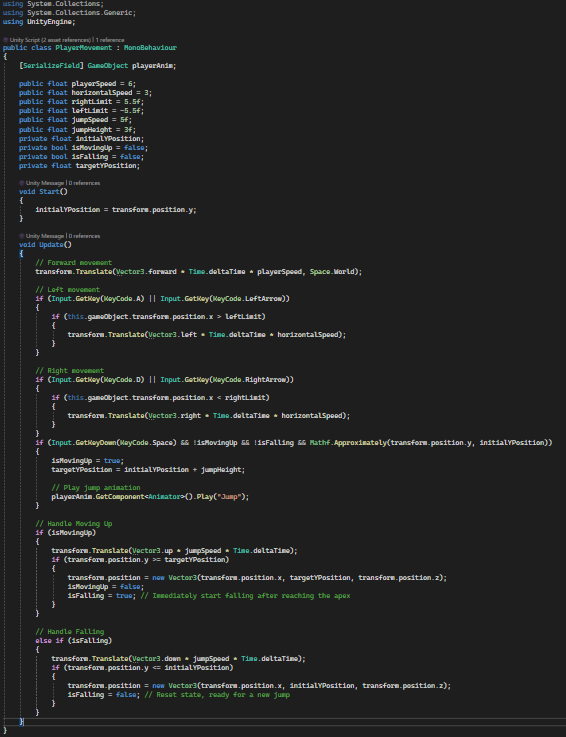 using System.Collections;
using System.Collections.Generic;
using UnityEngine;
Unity Script (2 asset references) | 1 reference
public class PlayerMovement : MonoBehaviour
{
[SerializeField] GameObject playerAnim;
public float playerSpeed = 6;
public float horizontalSpeed = 3;
public float rightLimit = 5.5f;
public float leftLimit = -5.5f;
public float jumpSpeed = 5f;
public float jumpHeight = 3f;
private float initialYPosition;
private bool isMovingUp = false;
private bool isFalling = false;
private float targetYPosition;
Unity Message | 0 references
void Start()
{
initialYPosition = transform.position.y;
}
Unity Message | 0 references
void Update()
{
// Forward movement
transform.Translate(Vector3.forward * Time.deltaTime * playerSpeed, Space.World);
// Left movement
if (Input.GetKey(KeyCode.A) || Input.GetKey(KeyCode.LeftArrow))
{
if (this.gameObject.transform.position.x > leftLimit)
{
transform.Translate(Vector3.left * Time.deltaTime * horizontalSpeed);
}
}
// Right movement
if (Input.GetKey(KeyCode.D) || Input.GetKey(KeyCode.RightArrow))
{
if (this.gameObject.transform.position.x < rightLimit)
{
transform.Translate(Vector3.right * Time.deltaTime * horizontalSpeed);
}
}
if (Input.GetKeyDown(KeyCode.Space) && !isMovingUp && !isFalling && Mathf.Approximately(transform.position.y, initialYPosition))
{
isMovingUp = true;
targetYPosition = initialYPosition + jumpHeight;
// Play jump animation
playerAnim.GetComponent<Animator>().Play("Jump");
}
// Handle Moving Up
if (isMovingUp)
{
transform.Translate(Vector3.up * jumpSpeed * Time.deltaTime);
if (transform.position.y >= targetYPosition)
{
transform.position = new Vector3(transform.position.x, targetYPosition, transform.position.z);
isMovingUp = false;
isFalling = true; // Immediately start falling after reaching the apex
}
}
// Handle Falling
else if (isFalling)
{
transform.Translate(Vector3.down * jumpSpeed * Time.deltaTime);
if (transform.position.y <= initialYPosition)
{
transform.position = new Vector3(transform.position.x, initialYPosition, transform.position.z);
isFalling = false; // Reset state, ready for a new jump
}
}
}
}